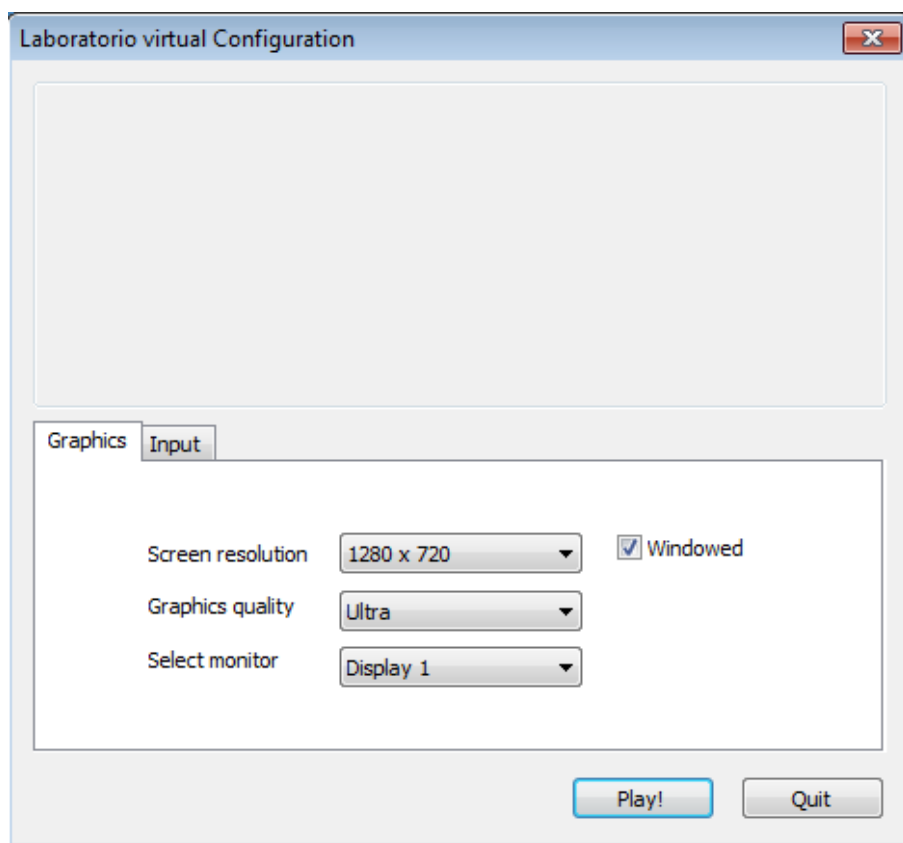 Laboratorio virtual Configuration
Graphics
Input
Screen resolution
1280 x 720
Windowed
Graphics quality
Ultra
Select monitor
Display 1
Play!
Quit